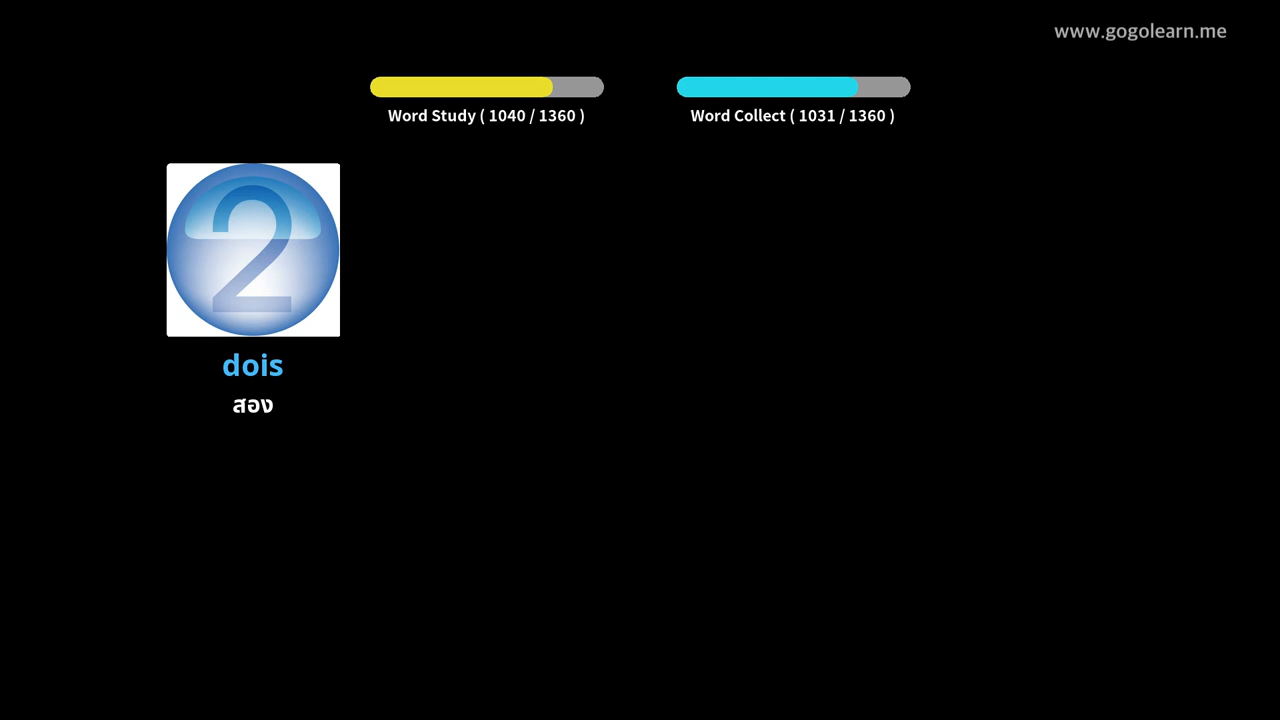 www.gogolearn.me
Word Study ( 1040 / 1360 )
Word Collect ( 1031 / 1360 )
2
dois
สอง